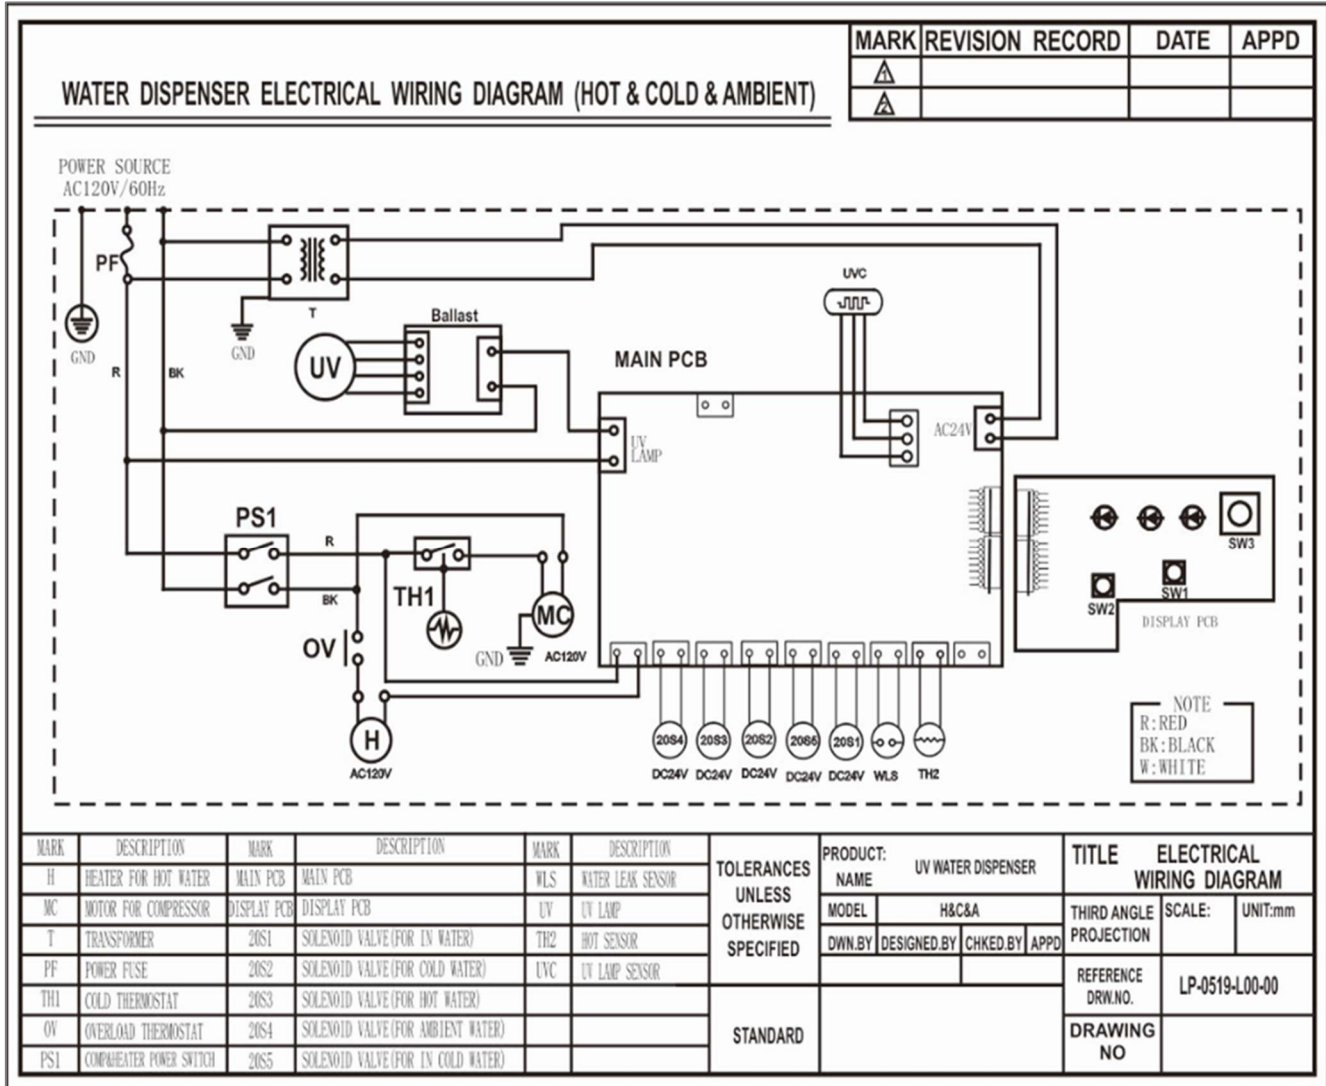 MARK REVISION RECORD DATE APPD
1
2
WATER DISPENSER ELECTRICAL WIRING DIAGRAM (HOT & COLD & AMBIENT)
POWER SOURCE
AC120V/60Hz
PF
GND
R
BK
T
GND
UV
Ballast
MAIN PCB
UVC
UV
LAMP
AC24V
PS1
R
BK
TH1
MC
GND
AC120V
OV
H
AC120V
SW3
SW2
SW1
DISPLAY PCB
20S4 20S3 20S2 20S5 20S1
DC24V DC24V DC24V DC24V DC24V WLS TH2
NOTE
R:RED
BK:BLACK
W:WHITE
MARK DESCRIPTION MARK DESCRIPTION MARK DESCRIPTION
H HEATER FOR HOT WATER MAIN PCB MAIN PCB WLS WATER LEAK SENSOR
MC MOTOR FOR COMPRESSOR DISPLAY PCB DISPLAY PCB UV UV LAMP
T TRANSFORMER 20S1 SOLENOID VALVE(FOR IN WATER) TH2 HOT SENSOR
PF POWER FUSE 20S2 SOLENOID VALVE(FOR COLD WATER) UVC UV LAMP SENSOR
TH1 COLD THERMOSTAT 20S3 SOLENOID VALVE(FOR HOT WATER)
OV OVERLOAD THERMOSTAT 20S4 SOLENOID VALVE(FOR AMBIENT WATER)
PS1 COMP&HEATER POWER SWITCH 20S5 SOLENOID VALVE(FOR IN COLD WATER)
TOLERANCES
UNLESS
OTHERWISE
SPECIFIED
STANDARD
PRODUCT:
NAME
UV WATER DISPENSER
MODEL H&C&A
DWN.BY DESIGNED.BY CHKED.BY APPD
TITLE ELECTRICAL
WIRING DIAGRAM
THIRD ANGLE
PROJECTION
SCALE: UNIT:mm
REFERENCE
DRW.NO.
LP-0519-L00-00
DRAWING
NO